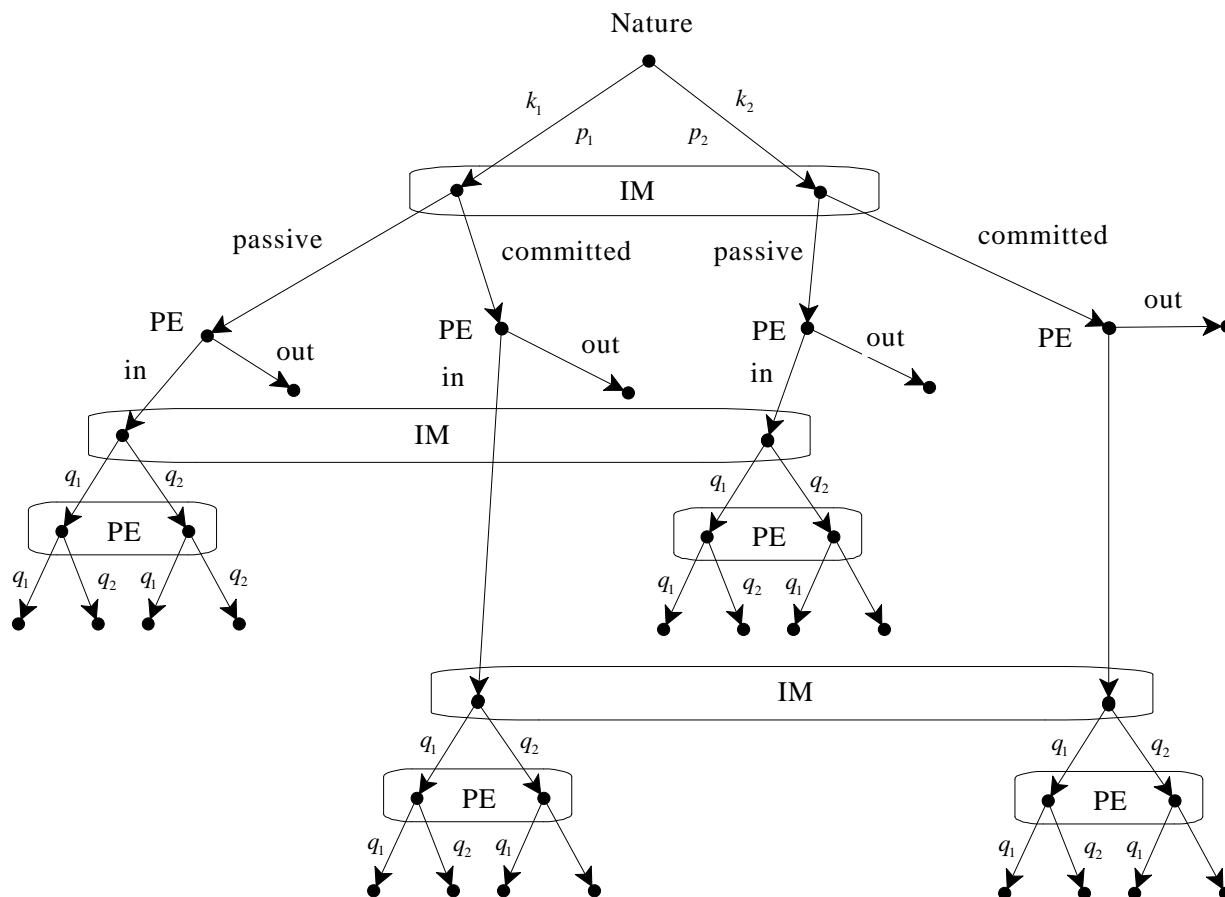 Nature
k₁ k₂
p₁ p₂
IM
passive committed passive committed
PE PE PE PE out
in out in out in out
IM
q₁ q₂ q₁ q₂
PE PE
q₁ q₂ q₁ q₂ q₁ q₂ q₁
IM
q₁ q₂ q₁ q₂
PE PE
q₁ q₂ q₁ q₁ q₂ q₁